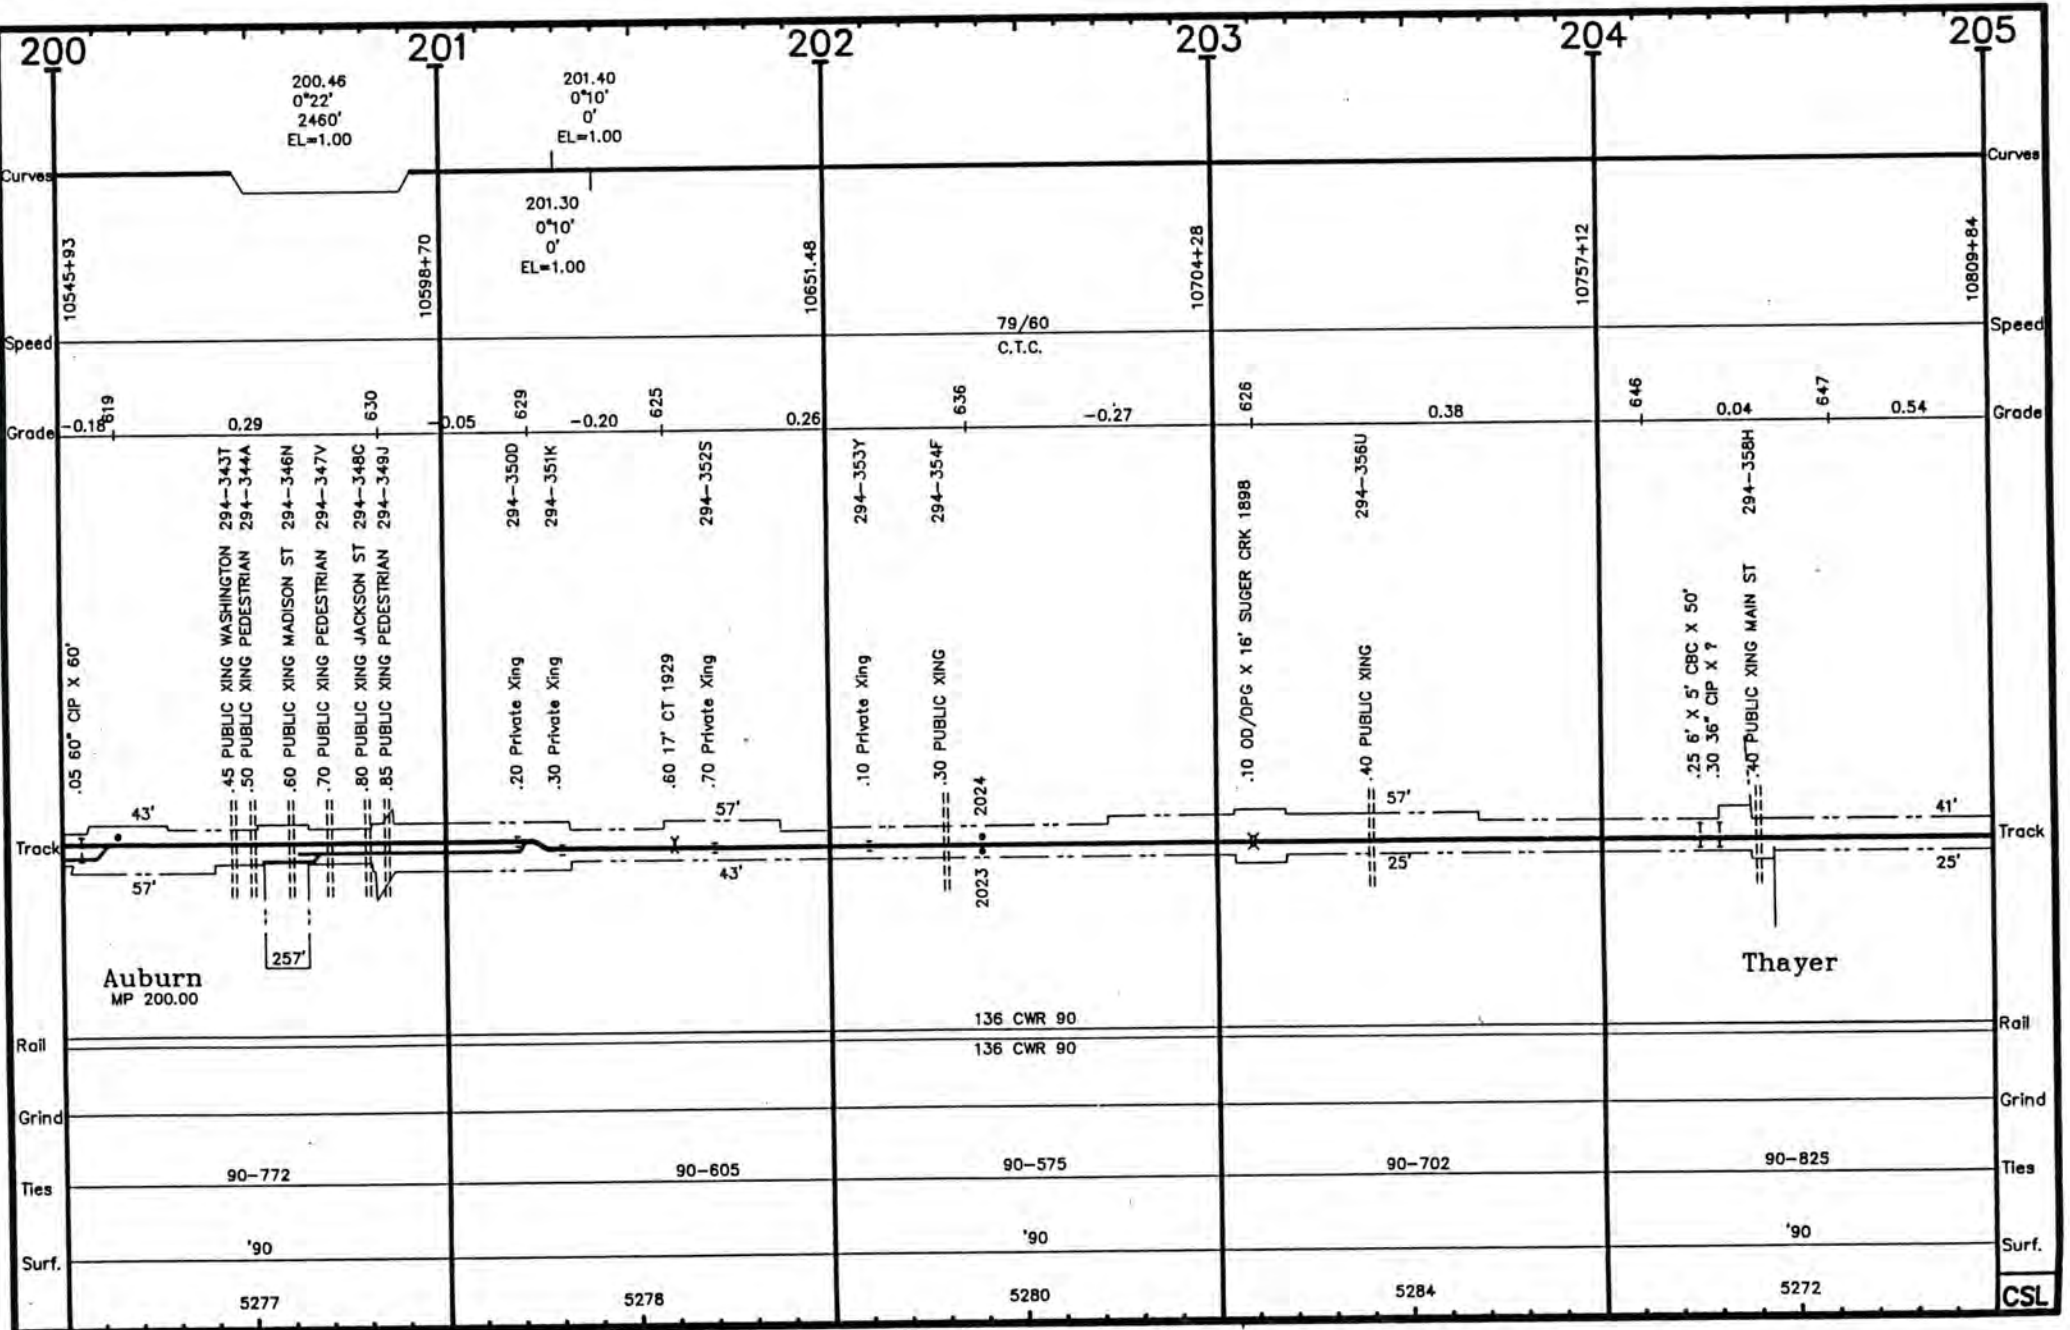 200 201 202 203 204 205
200.46
0°22'
2460'
EL=1.00
201.40
0°10'
0'
EL=1.00
Curves Curves
201.30
0°10'
0'
EL=1.00
10545+93 10598+70 10651.48 10704+28 10757+12 10809+84
Speed 79/60 Speed
C.T.C.
619 630 629 625 636 626 646 647
Grade -0.18 0.29 -0.05 -0.20 0.26 -0.27 0.38 0.04 0.54 Grade
.05 60" CIP X 60'
.45 PUBLIC XING WASHINGTON 294-343T
.50 PUBLIC XING PEDESTRIAN 294-344A
.60 PUBLIC XING MADISON ST 294-346N
.70 PUBLIC XING PEDESTRIAN 294-347V
.80 PUBLIC XING JACKSON ST 294-348C
.85 PUBLIC XING PEDESTRIAN 294-349J
.20 Private Xing 294-350D
.30 Private Xing 294-351K
.60 17' CT 1929
.70 Private Xing 294-352S
.10 Private Xing 294-353Y
.30 PUBLIC XING 294-354F
2023 2024
.10 OD/DPG X 16' SUGER CRK 1898
.40 PUBLIC XING 294-356U
.25 6' X 5' CBC X 50'
.30 36" CIP X ?
.40 PUBLIC XING MAIN ST 294-358H
43' 57' 57' 41'
Track Track
57' 43' 25' 25'
257'
Auburn
MP 200.00
Thayer
136 CWR 90
Rail Rail
136 CWR 90
Grind Grind
Ties 90-772 90-605 90-575 90-702 90-825 Ties
Surf. '90 '90 '90 Surf.
5277 5278 5280 5284 5272
CSL